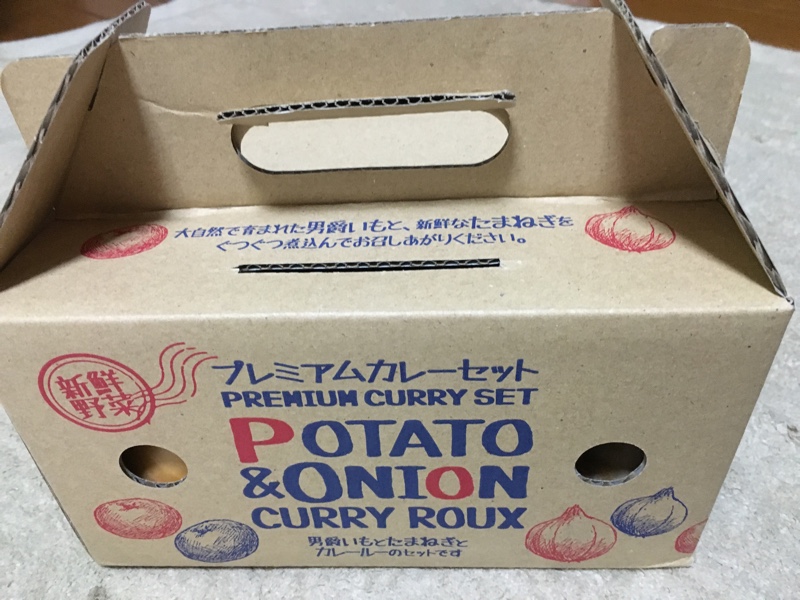 大自然で育まれた男爵いもと、新鮮なたまねぎを
ぐつぐつ煮込んでお召しあがりください。
プレミアムカレーセット
PREMIUM CURRY SET
POTATO
&ONION
CURRY ROUX
男爵いもとたまねぎと
カレールーのセットです